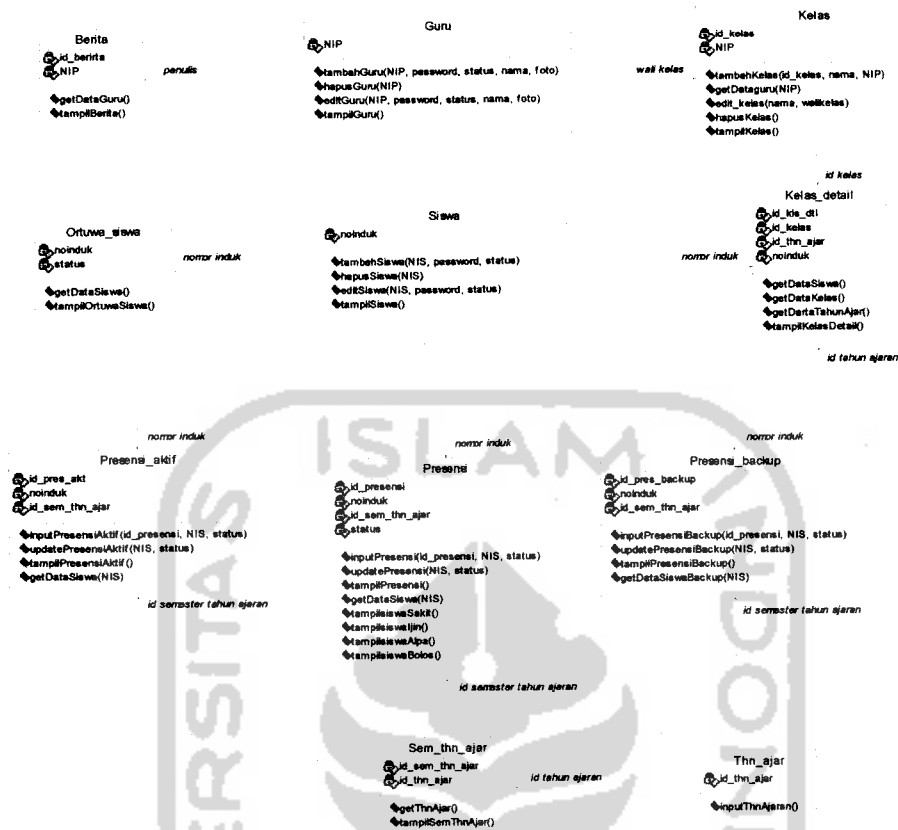 Berita
id_berirta
NIP
getDataGuru()
tampilBerita()
penulis
Guru
NIP
tambahGuru(NIP, password, status, nama, foto)
hapusGuru(NIP)
editGuru(NIP, password, status, nama, foto)
tampilGuru()
wali kelas
Kelas
id_kelas
NIP
tambehKelas(id_kelas, nama, NIP)
getDataguru(NIP)
edit_kelas(nama, walikelas)
hapusKelas()
tampilKelas()
id kelas
Ortuwa_siswa
noinduk
status
getDataSiswa()
tampilOrtuwaSiswa()
nomor induk
Siswa
noinduk
tambahSiswa(NIS, password, status)
hapusSiswa(NIS)
editSiswa(NIS, password, status)
tampilSiswa()
nomor induk
Kelas_detail
id_kls_dtl
id_kelas
id_thn_ajar
noinduk
getDataSiswa()
getDataKelas()
getDartaTahunAjar()
tampilKelasDetail()
id tahun ajaran
nomor induk
Presensi_aktif
id_pres_akt
noinduk
id_sem_thn_ajar
inputPresensiAktif(id_presensi, NIS, status)
updatePresensiAktif(NIS, status)
tampilPresensiAktif()
getDataSiswa(NIS)
id semester tahun ajaran
nomor induk
Presensi
id_presensi
noinduk
id_sem_thn_ajar
status
inputPresensi(id_presensi, NIS, status)
updatePresensi(NIS, status)
tampilPresensi()
getDataSiswa(NIS)
tampilsiswaSakit()
tampilsiswaIjin()
tampilsiswaAlpa()
tampilsiswaBolos()
id semester tahun ajaran
nomor induk
Presensi_backup
id_pres_backup
noinduk
id_sem_thn_ajar
inputPresensiBackup(id_presensi, NIS, status)
updatePresensiBackup(NIS, status)
tampilPresensiBackup()
getDataSiswaBackup(NIS)
id semester tahun ajaran
Sem_thn_ajar
id_sem_thn_ajar
id_thn_ajar
getThnAjar()
tampilSemThnAjar()
id tahun ajaran
Thn_ajar
id_thn_ajar
inputThnAjaran()
ISLAM